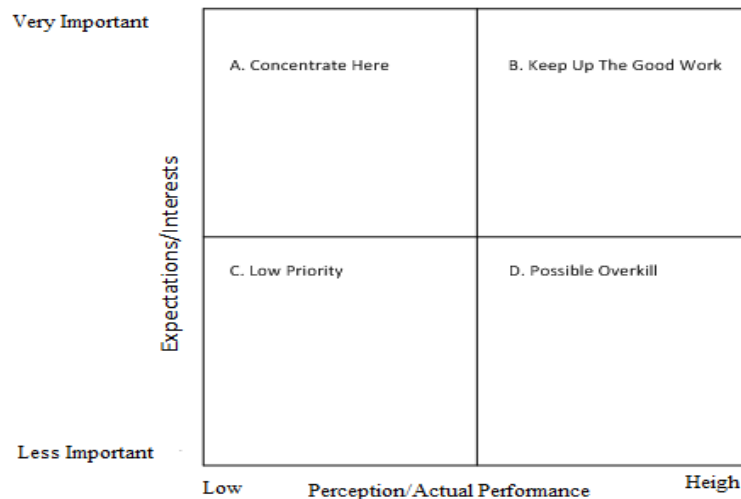 Very Important
A. Concentrate Here
B. Keep Up The Good Work
Expectations/Interests
C. Low Priority
D. Possible Overkill
Less Important
Low
Perception/Actual Performance
Heigh